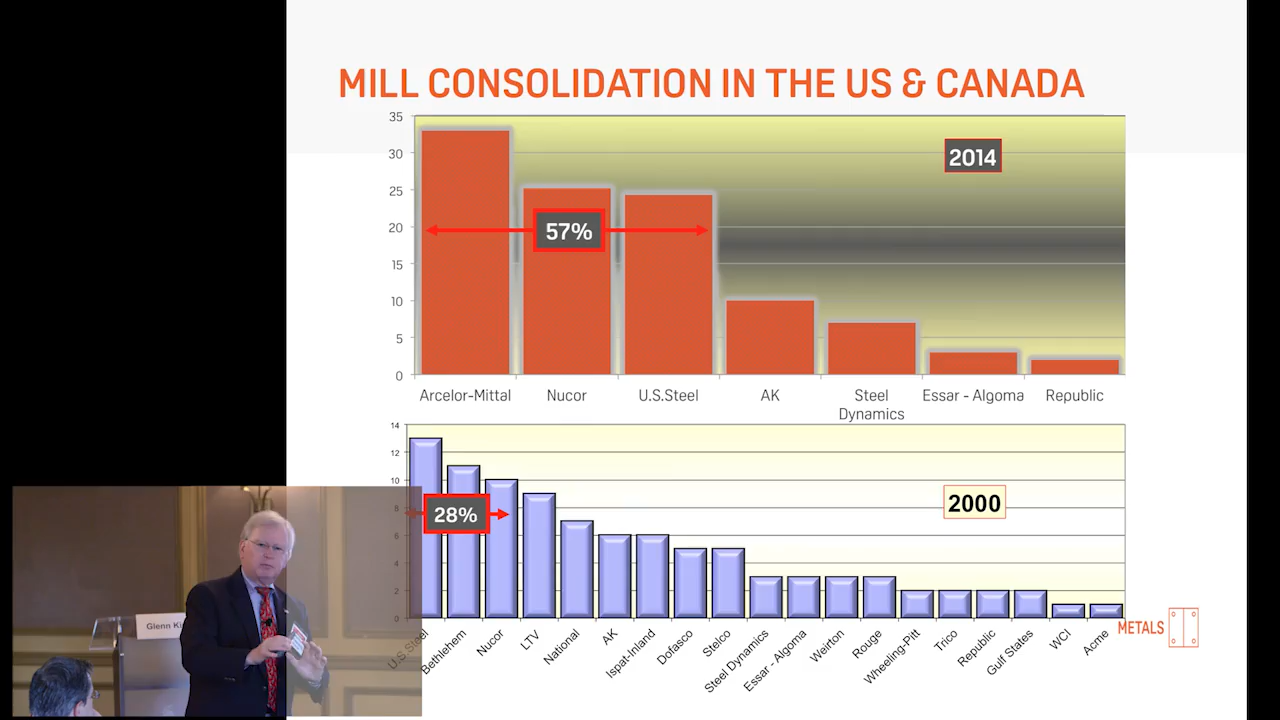 MILL CONSOLIDATION IN THE US & CANADA
35
30
25
20
15
10
5
0
2014
57%
Arcelor-Mittal
Nucor
U.S.Steel
AK
Steel
Dynamics
Essar - Algoma
Republic
14
12
10
8
6
4
2
0
2000
28%
U.S.Steel
Bethlehem
Nucor
LTV
National
AK
Ispat-Inland
Dofasco
Stelco
Steel Dynamics
Essar - Algoma
Weirton
Rouge
Wheeling-Pitt
Trico
Republic
Gulf States
WCI
Acme
METALS
Glenn